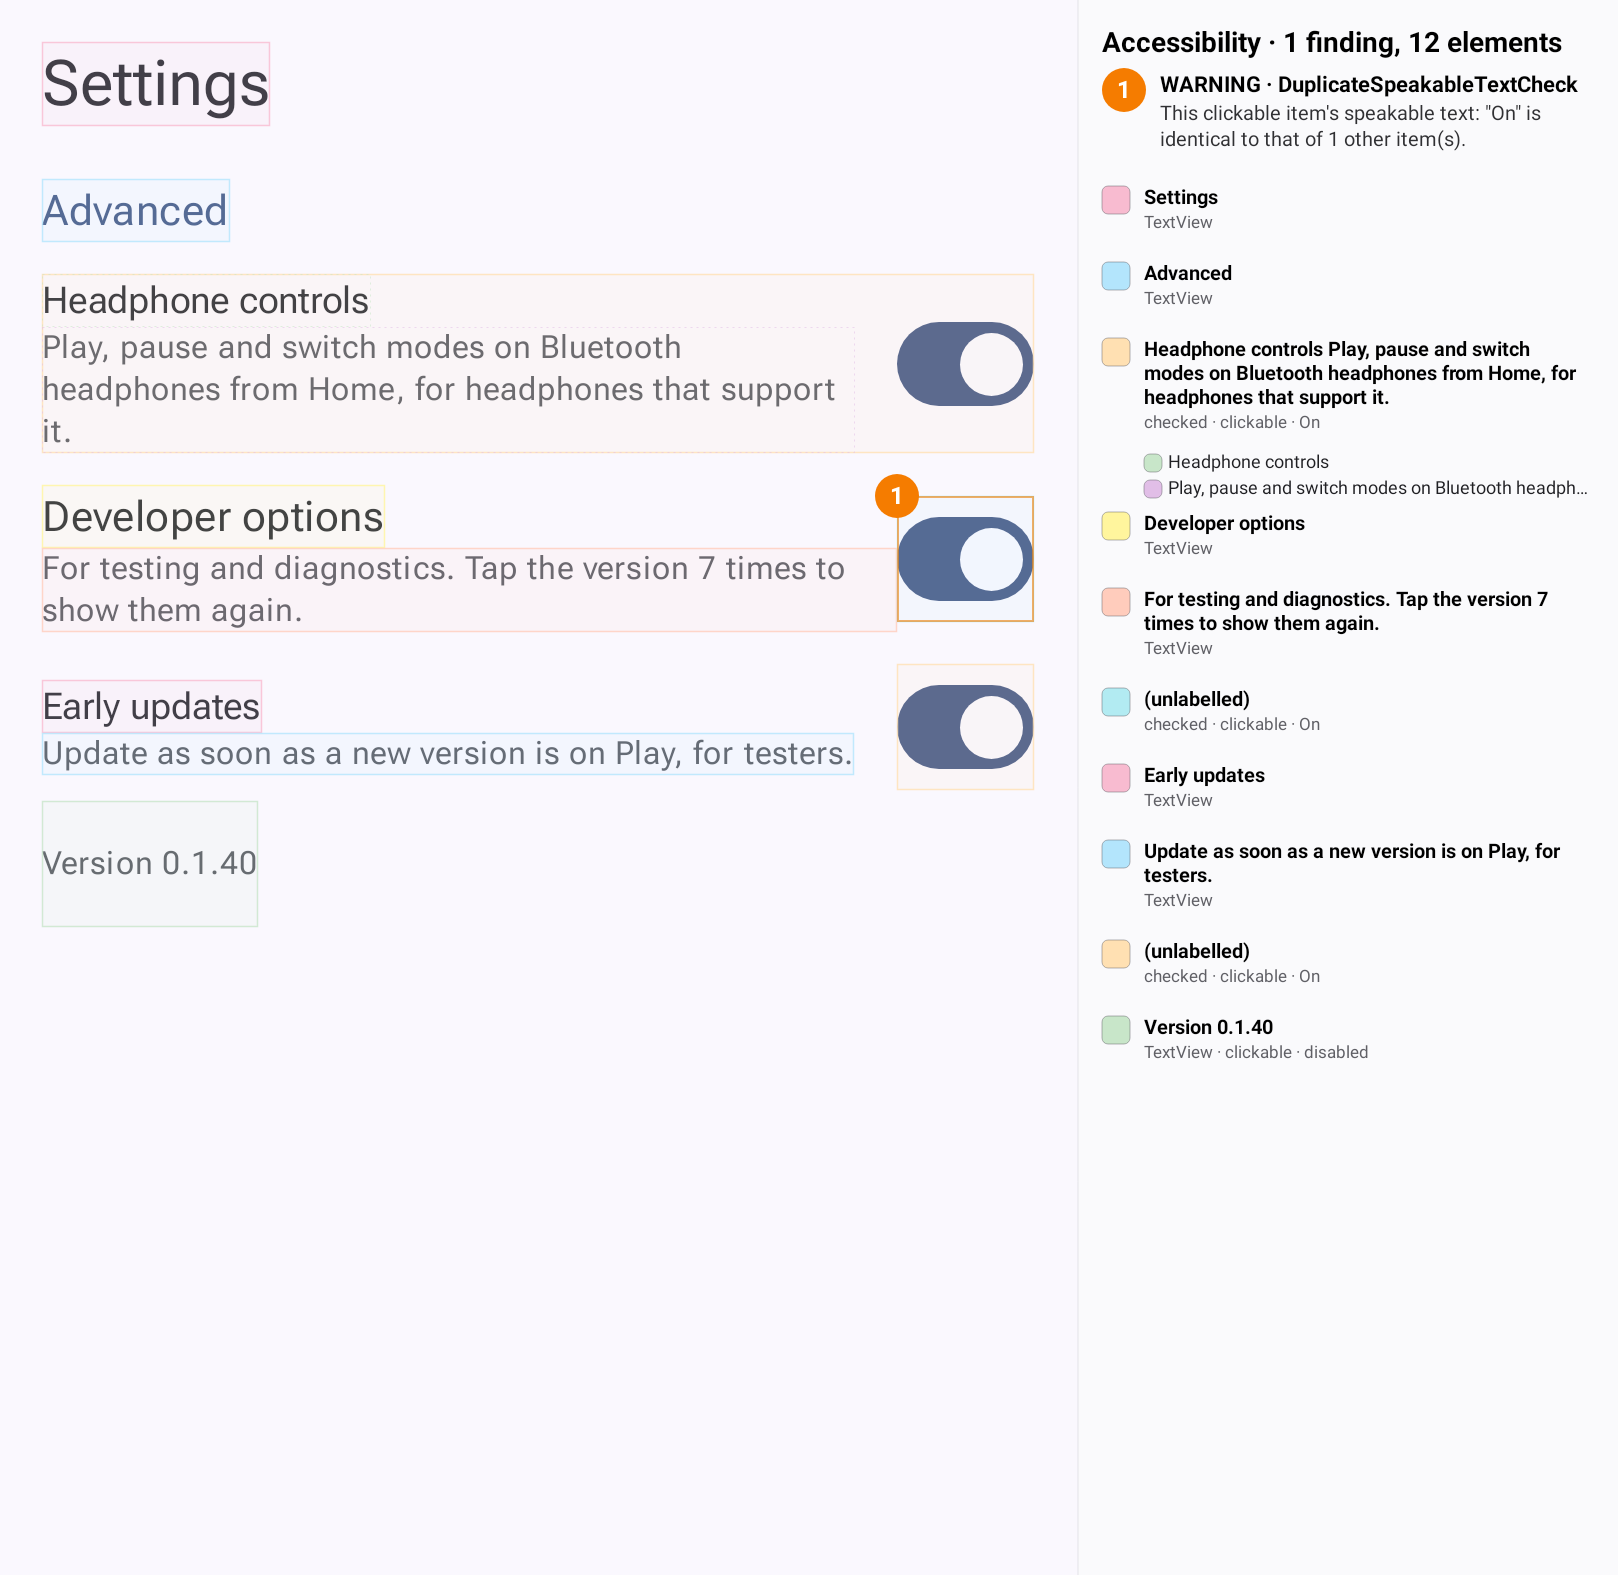 Settings
Advanced
Headphone controls
Play, pause and switch modes on Bluetooth
headphones from Home, for headphones that support
it.
1
Developer options
For testing and diagnostics. Tap the version 7 times to
show them again.
Early updates
Update as soon as a new version is on Play, for testers.
Version 0.1.40
Accessibility · 1 finding, 12 elements
1
WARNING · DuplicateSpeakableTextCheck
This clickable item's speakable text: "On" is
identical to that of 1 other item(s).
Settings
TextView
Advanced
TextView
Headphone controls Play, pause and switch
modes on Bluetooth headphones from Home, for
headphones that support it.
checked · clickable · On
Headphone controls
Play, pause and switch modes on Bluetooth headph…
Developer options
TextView
For testing and diagnostics. Tap the version 7
times to show them again.
TextView
(unlabelled)
checked · clickable · On
Early updates
TextView
Update as soon as a new version is on Play, for
testers.
TextView
(unlabelled)
checked · clickable · On
Version 0.1.40
TextView · clickable · disabled